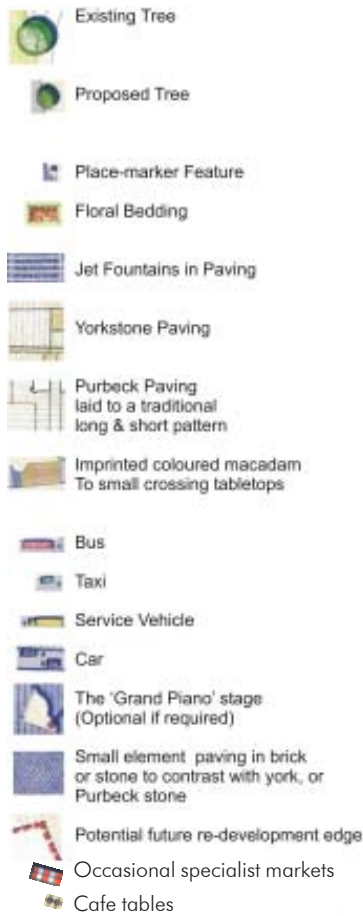 Existing Tree
Proposed Tree
Place-marker Feature
Floral Bedding
Jet Fountains in Paving
Yorkstone Paving
Purbeck Paving
laid to a traditional
long & short pattern
Imprinted coloured macadam
To small crossing tabletops
Bus
Taxi
Service Vehicle
Car
The 'Grand Piano' stage
(Optional if required)
Small element paving in brick
or stone to contrast with york, or
Purbeck stone
Potential future re-development edge
Occasional specialist markets
Cafe tables